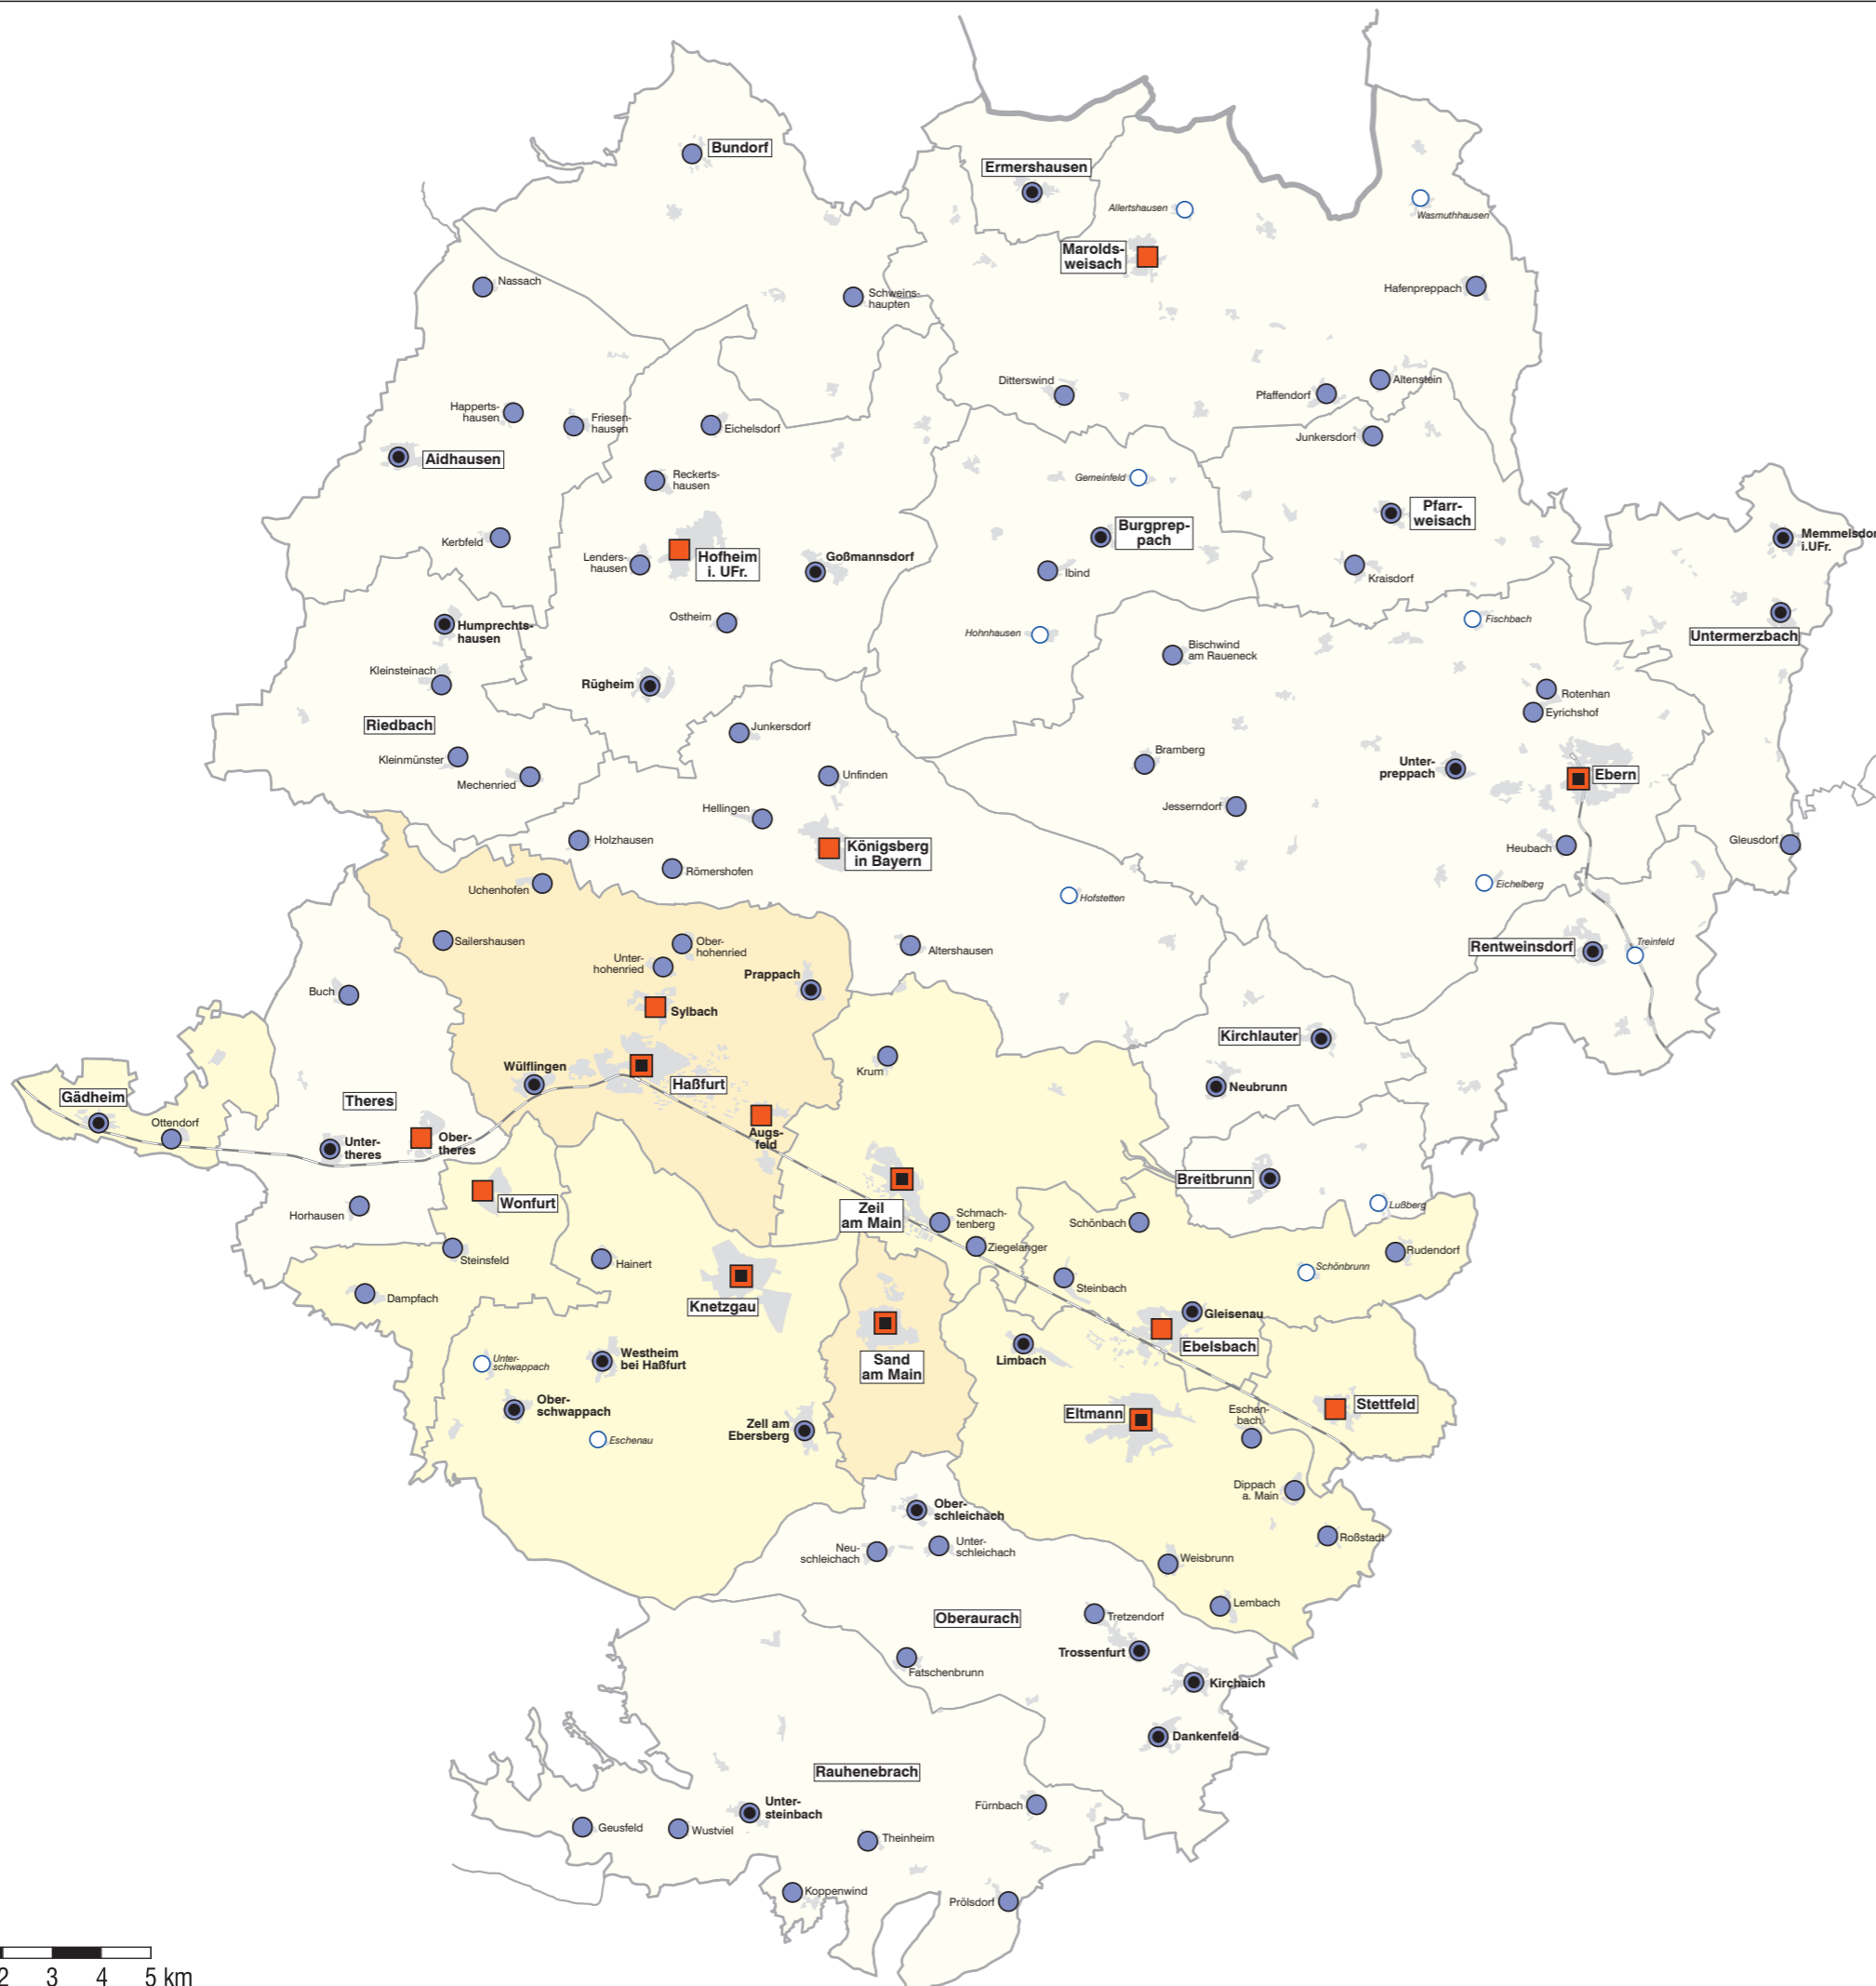 Bundorf
Ermershausen
Allertshausen
Wasmuthhausen
Marolds-
weisach
Nassach
Schweins-
haupten
Hafenpreppach
Ditterswind
Pfaffendorf
Altenstein
Happerts-
hausen
Friesen-
hausen
Eichelsdorf
Junkersdorf
Aidhausen
Reckerts-
hausen
Gemeinfeld
Pfarr-
weisach
Burgprep-
pach
Memmelsdor
i.UFr.
Kerbfeld
Lenders-
hausen
Hofheim
i. UFr.
Goßmannsdorf
Ibind
Kraisdorf
Humprechts-
hausen
Ostheim
Hohnhausen
Fischbach
Untermerzbach
Bischwind
am Raueneck
Kleinsteinach
Rügheim
Rotenhan
Eyrichshof
Riedbach
Junkersdorf
Kleinmünster
Mechenried
Unfinden
Bramberg
Unter-
preppach
Ebern
Hellingen
Jesserndorf
Holzhausen
Königsberg
in Bayern
Heubach
Gleusdorf
Römershofen
Uchenhofen
Hofstetten
Eichelberg
Sailershausen
Ober-
hohenried
Unter-
hohenried
Altershausen
Rentweinsdorf
Treinfeld
Prappach
Buch
Sylbach
Kirchlauter
Krum
Wülflingen
Haßfurt
Neubrunn
Gädheim
Theres
Ottendorf
Unter-
theres
Ober-
theres
Augs-
feld
Breitbrunn
Wonfurt
Zeil
am Main
Lußberg
Horhausen
Schmach-
tenberg
Schönbach
Ziegelanger
Rudendorf
Steinsfeld
Hainert
Schönbrunn
Dampfach
Steinbach
Knetzgau
Gleisenau
Ebelsbach
Unter-
schwappach
Westheim
bei Haßfurt
Sand
am Main
Limbach
Ober-
schwappach
Zell am
Ebersberg
Eltmann
Eschen-
bach
Stettfeld
Eschenau
Dippach
a. Main
Ober-
schleichach
Roßstadt
Neu-
schleichach
Unter-
schleichach
Weisbrunn
Lembach
Oberaurach
Tretzendorf
Trossenfurt
Fatschenbrunn
Kirchaich
Dankenfeld
Rauhenebrach
Unter-
steinbach
Fürnbach
Geusfeld
Wustviel
Theinheim
Koppenwind
Prölsdorf
2 3 4 5 km